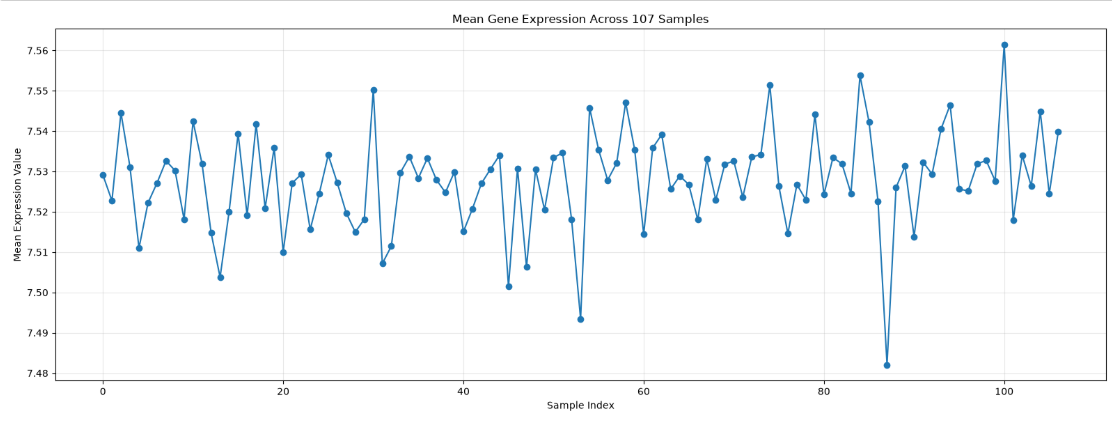 Mean Gene Expression Across 107 Samples
Mean Expression Value
7.56
7.55
7.54
7.53
7.52
7.51
7.50
7.49
7.48
0 20 40 60 80 100
Sample Index